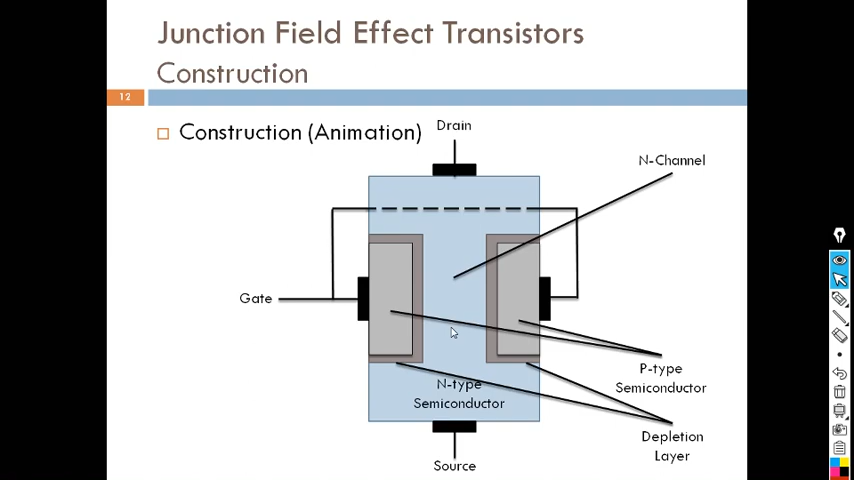 Junction Field Effect Transistors
Construction
12
Construction (Animation)
Drain
N-Channel
Gate
P-type
Semiconductor
N-type
Semiconductor
Depletion
Layer
Source